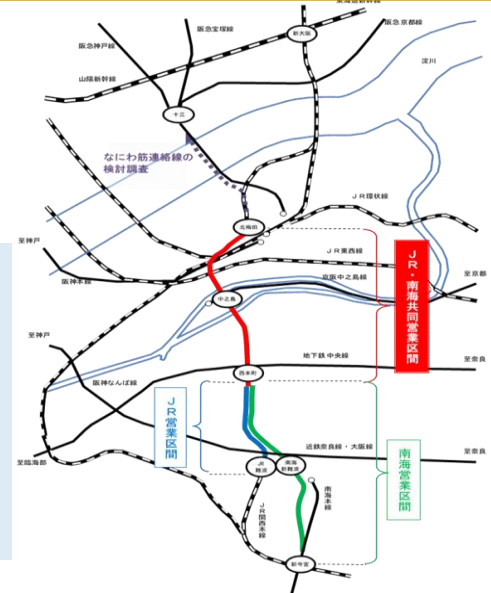 東海道新幹線
阪急宝塚線
阪急京都線
阪急神戸線
新大阪
淀川
山陽新幹線
十三
なにわ筋連絡線の
検討調査
JR環状線
北梅田
至神戸
JR東西線
阪神本線
京阪中之島線
至京都
中之島
JR・南海共同営業区間
至神戸
地下鉄 中央線
至奈良
西本町
阪神なんば線
JR営業区間
近鉄奈良線・大阪線
至奈良
至臨海部
JR
難波
南海
新難波
南海営業区間
南海本線
JR関西本線
新今宮